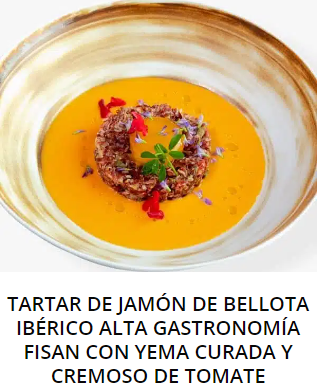 TARTAR DE JAMÓN DE BELLOTA
IBÉRICO ALTA GASTRONOMÍA
FISAN CON YEMA CURADA Y
CREMOSO DE TOMATE